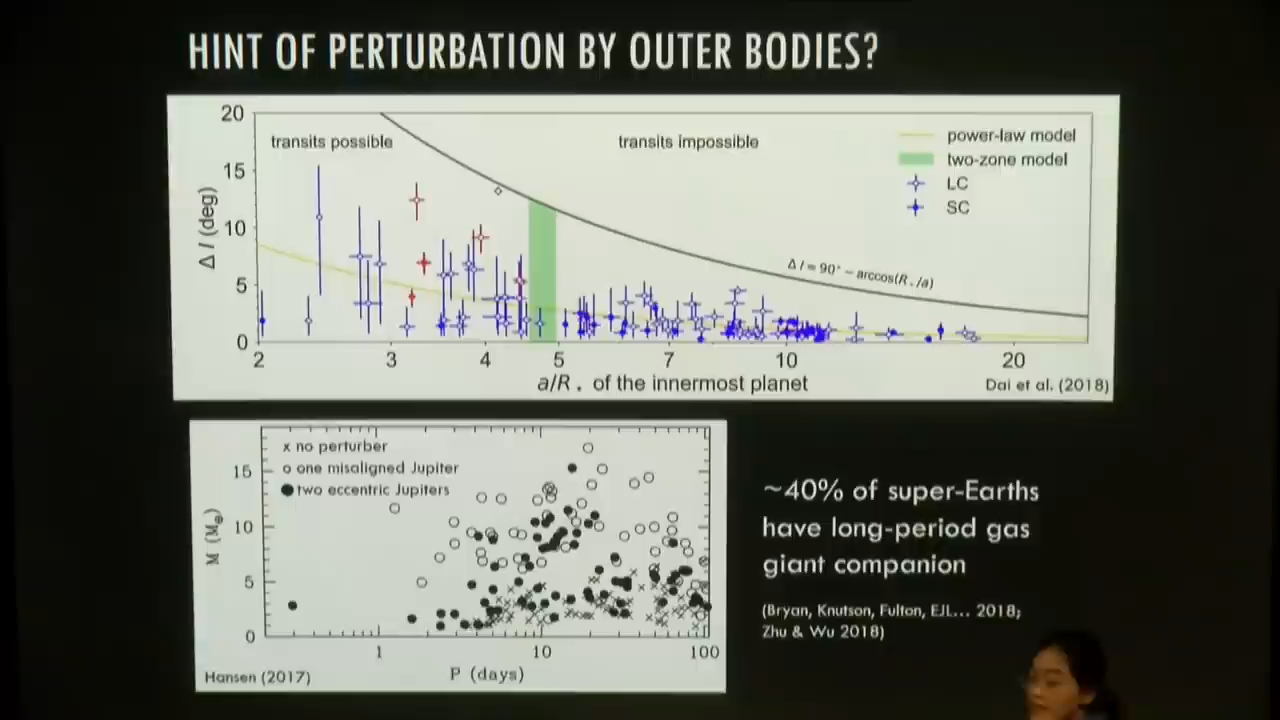 HINT OF PERTURBATION BY OUTER BODIES?
20
15
10
5
0
Δ I (deg)
transits possible
transits impossible
power-law model
two-zone model
LC
SC
Δ I = 90° − arccos(R⋆/a)
2 3 4 5 7 10 20
a/R⋆ of the innermost planet
Dai et al. (2018)
x no perturber
o one misaligned Jupiter
● two eccentric Jupiters
15
10
5
0
M (M⊕)
1 10 100
P (days)
Hansen (2017)
~40% of super-Earths
have long-period gas
giant companion
(Bryan, Knutson, Fulton, EJL... 2018;
Zhu & Wu 2018)